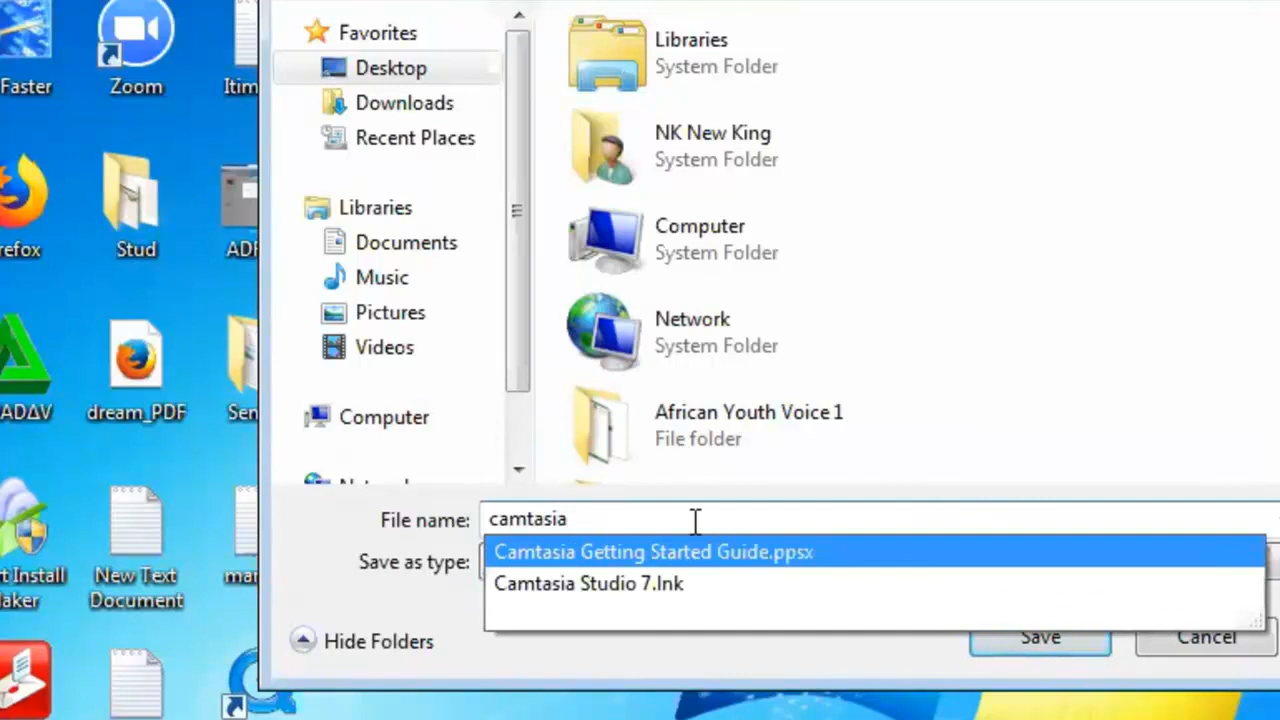 Faster
Zoom
Itim
refox
Stud
ADF
ADAV
dream_PDF
Sen
rt Install
aker
New Text
Document
mar
Favorites
Desktop
Downloads
Recent Places
Libraries
Documents
Music
Pictures
Videos
Computer
Libraries
System Folder
NK New King
System Folder
Computer
System Folder
Network
System Folder
African Youth Voice 1
File folder
File name: camtasia
Camtasia Getting Started Guide.ppsx
Camtasia Studio 7.lnk
Save as type:
Hide Folders
Save
Cancel